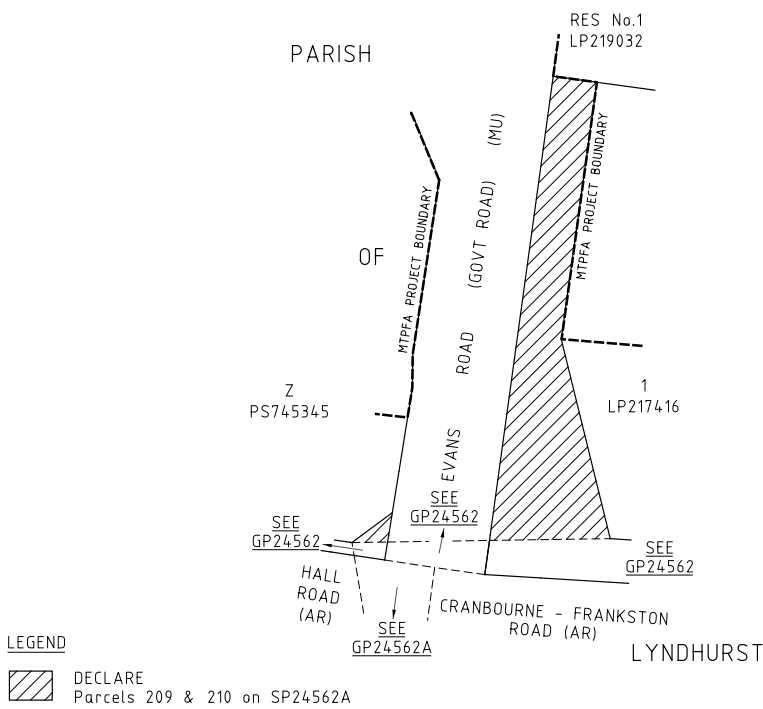 RES No.1
LP219032
PARISH
(MU)
(GOVT ROAD)
ROAD
EVANS
MTPFA PROJECT BOUNDARY
MTPFA PROJECT BOUNDARY
OF
Z
PS745345
1
LP217416
SEE
GP24562
SEE
GP24562
SEE
GP24562
HALL
ROAD
(AR)
SEE
GP24562A
CRANBOURNE - FRANKSTON
ROAD (AR)
LYNDHURST
LEGEND
DECLARE
Parcels 209 & 210 on SP24562A